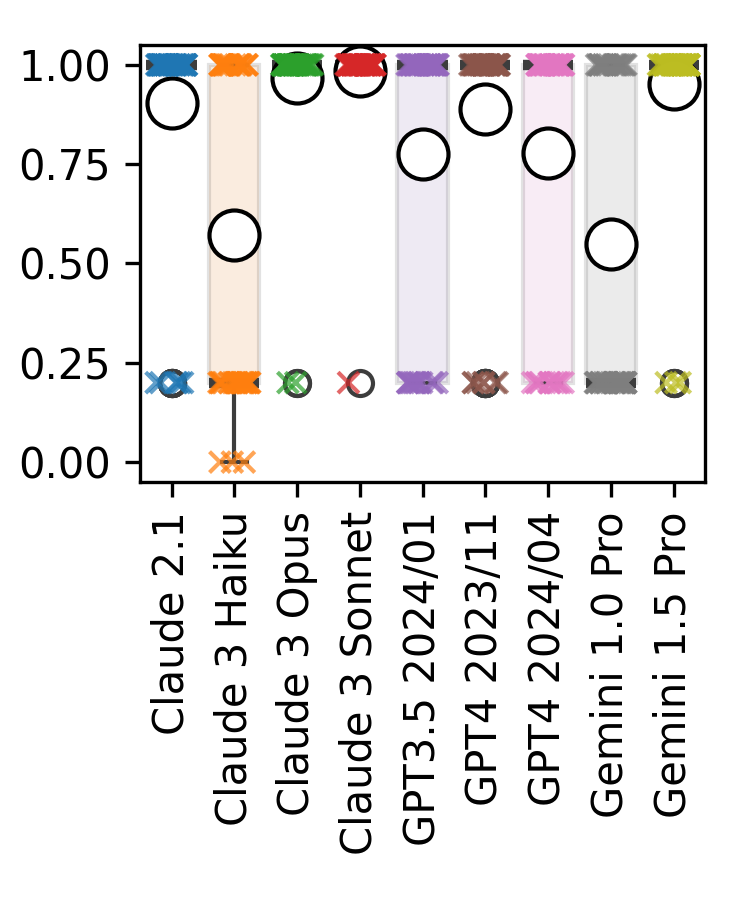 1.00
0.75
0.50
0.25
0.00
Claude 2.1
Claude 3 Haiku
Claude 3 Opus
Claude 3 Sonnet
GPT3.5 2024/01
GPT4 2023/11
GPT4 2024/04
Gemini 1.0 Pro
Gemini 1.5 Pro